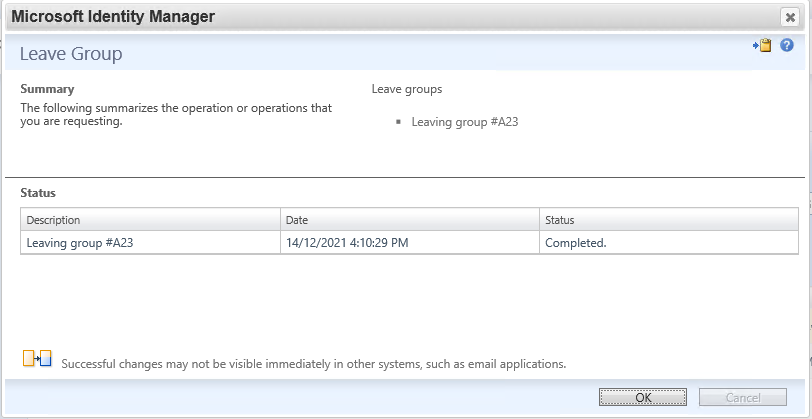 Microsoft Identity Manager
Leave Group
Summary
The following summarizes the operation or operations that
you are requesting.
Leave groups
Leaving group #A23
Status
Description Date Status
Leaving group #A23 14/12/2021 4:10:29 PM Completed.
Successful changes may not be visible immediately in other systems, such as email applications.
OK Cancel